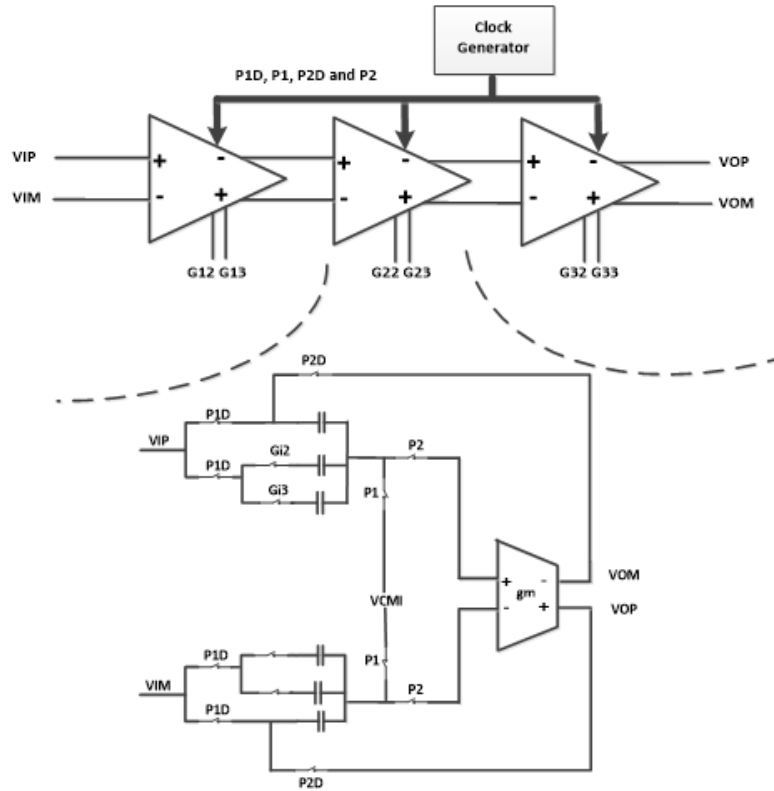 Clock
Generator
P1D, P1, P2D and P2
VIP
+
-
+
-
+
-
VOP
VIM
-
+
-
+
-
+
VOM
G12 G13
G22 G23
G32 G33
P2D
P1D
VIP
Gi2
P2
P1D
Gi3
P1
+
-
VOM
gm
VCMI
-
+
VOP
P1D
P1
VIM
P2
P1D
P2D